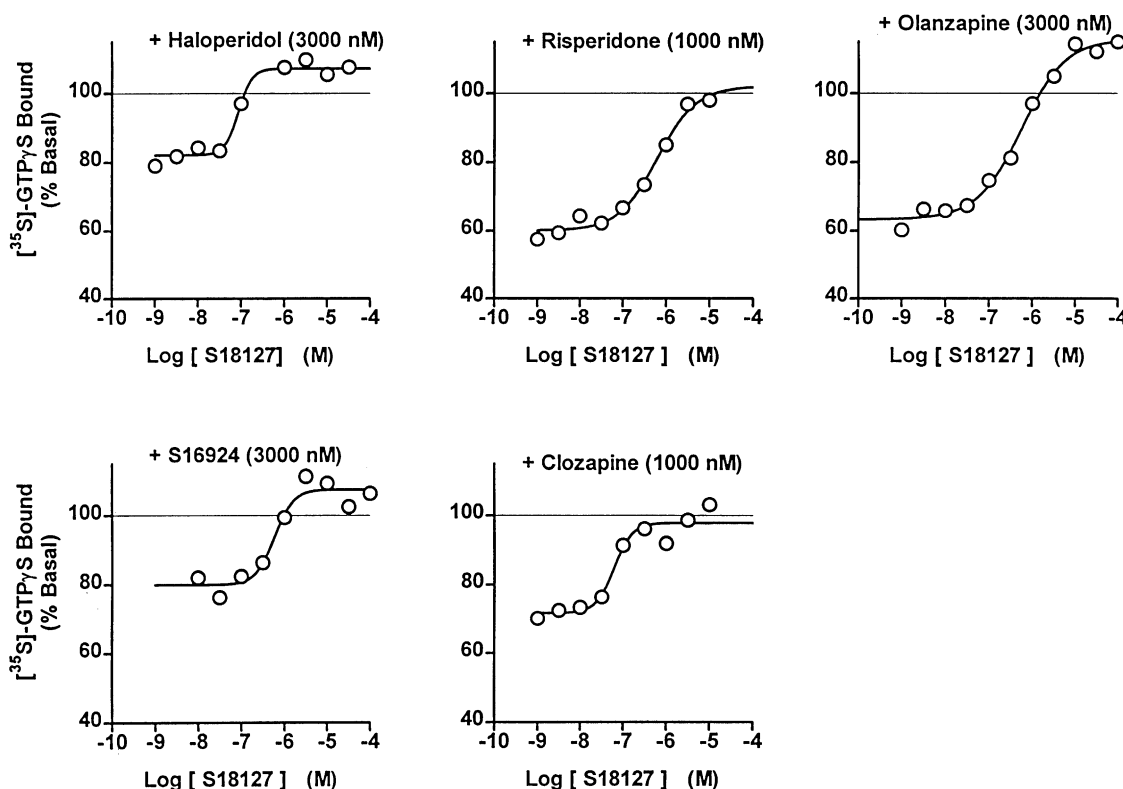 + Haloperidol (3000 nM)
+ Risperidone (1000 nM)
+ Olanzapine (3000 nM)
[³⁵S]-GTPγS Bound
(% Basal)
100
80
60
40
-10 -9 -8 -7 -6 -5 -4
Log [ S18127] (M)
100
80
60
40
-10 -9 -8 -7 -6 -5 -4
Log [ S18127 ] (M)
100
80
60
40
-10 -9 -8 -7 -6 -5 -4
Log [ S18127 ] (M)
+ S16924 (3000 nM)
+ Clozapine (1000 nM)
[³⁵S]-GTPγS Bound
(% Basal)
100
80
60
40
-10 -9 -8 -7 -6 -5 -4
Log [ S18127 ] (M)
100
80
60
40
-10 -9 -8 -7 -6 -5 -4
Log [ S18127 ] (M)